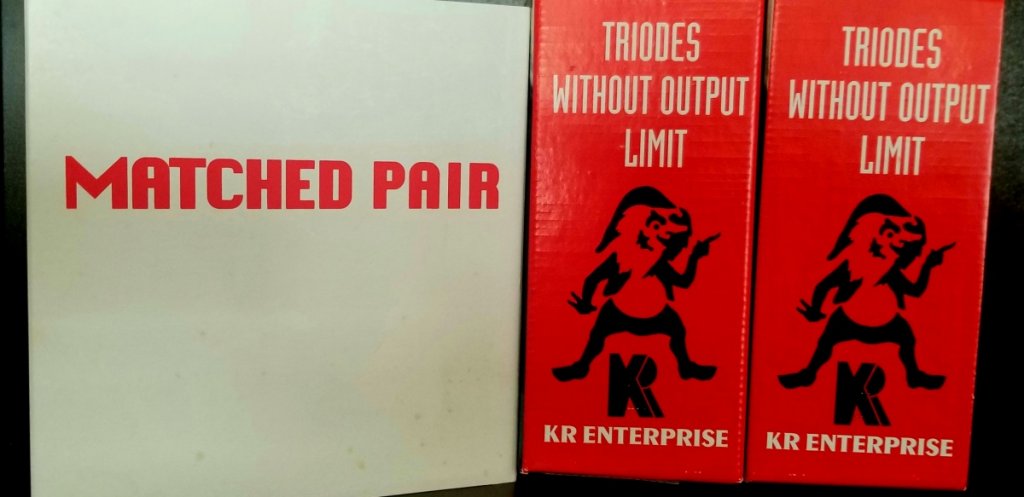 MATCHED PAIR
TRIODES
WITHOUT OUTPUT
LIMIT
KR
KR ENTERPRISE
TRIODES
WITHOUT OUTPUT
LIMIT
KR
KR ENTERPRISE